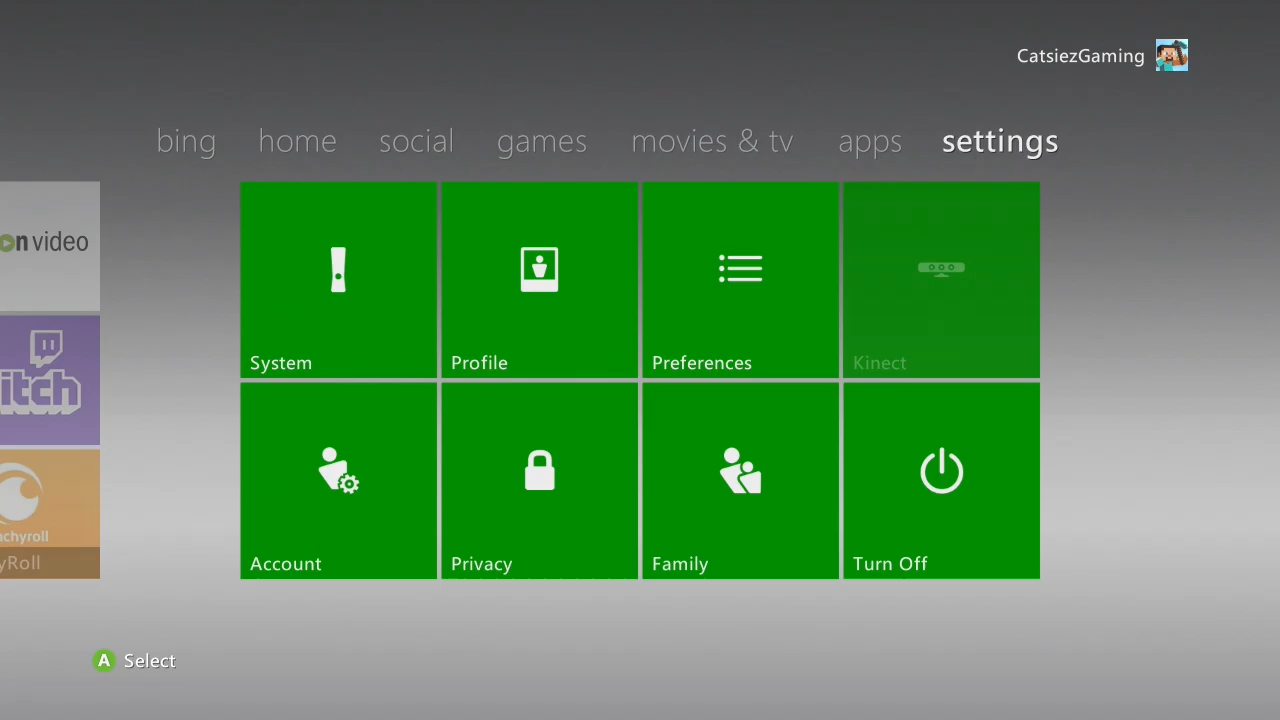 CatsiezGaming
bing home social games movies & tv apps settings
n video
itch
chyroll
yRoll
System
Profile
Preferences
Kinect
Account
Privacy
Family
Turn Off
A Select